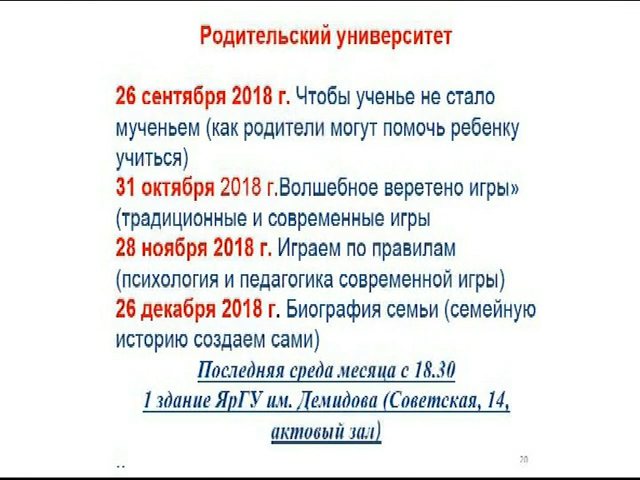 Родительский университет
26 сентября 2018 г. Чтобы ученье не стало
мученьем (как родители могут помочь ребенку
учиться)
31 октября 2018 г.Волшебное веретено игры»
(традиционные и современные игры
28 ноября 2018 г. Играем по правилам
(психология и педагогика современной игры)
26 декабря 2018 г. Биография семьи (семейную
историю создаем сами)
Последняя среда месяца с 18.30
1 здание ЯрГУ им. Демидова (Советская, 14,
актовый зал)
..
20